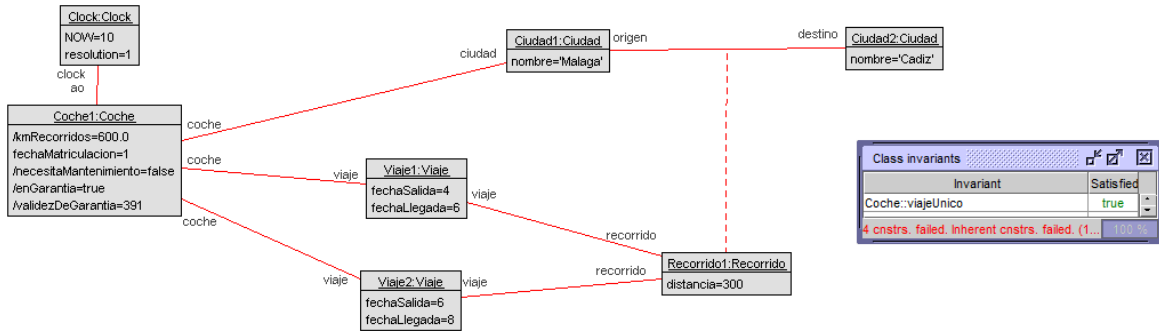 Clock:Clock
NOW=10
resolution=1
clock
ao
Coche1:Coche
/kmRecorridos=600.0
fechaMatriculacion=1
/necesitaMantenimiento=false
/enGarantia=true
/validezDeGarantia=391
coche
coche
coche
ciudad
Ciudad1:Ciudad
nombre='Malaga'
origen
destino
Ciudad2:Ciudad
nombre='Cadiz'
viaje
Viaje1:Viaje
fechaSalida=4
fechaLlegada=6
viaje
recorrido
viaje
Viaje2:Viaje
fechaSalida=6
fechaLlegada=8
viaje
recorrido
Recorrido1:Recorrido
distancia=300
Class invariants
Invariant Satisfied
Coche::viajeUnico true
4 cnstrs. failed. Inherent cnstrs. failed. (1... 100 %